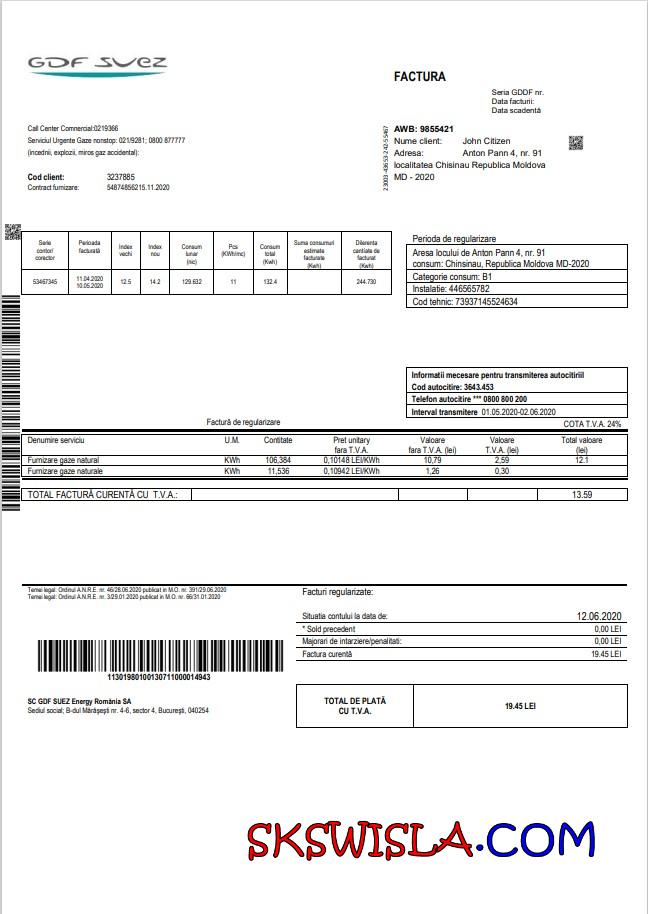 GDF SUEZ
FACTURA
Seria GDDF nr.
Data facturii:
Data scadentă
Call Center Commercial:0219366
Serviciul Urgente Gaze nonstop: 021/9281; 0800 877777
(incendii, explozii, miros gaz accidental):
Cod client: 3237885
Contract furnizare: 54874856215.11.2020
23003-43653-242-55467
AWB: 9855421
Nume client: John Citizen
Adresa: Anton Pann 4, nr. 91
localitatea Chisinau Republica Moldova
MD - 2020
Serie contor/ corector Perioada facturată Index vechi Index nou Consum lunar (nic) Pcs (KWh/mc) Consum total (Kwh) Suma consumuri estimate facturate (Kwh) Dilerenta cantiate de facturat (Kwh)
53467345 11.04.2020 10.05.2020 12.5 14.2 129.632 11 132.4 244.730
Perioda de regularizare
Aresa locului de Anton Pann 4, nr. 91
consum: Chinsinau, Republica Moldova MD-2020
Categorie consum: B1
Instalatie: 446565782
Cod tehnic: 73937145524634
Informatii mecesare pentru transmiterea autocitiriil
Cod autocitire: 3643.453
Telefon autocitire *** 0800 800 200
Interval transmitere 01.05.2020-02.06.2020
Factură de regularizare
COTA T.V.A. 24%
Denumire serviciu U.M. Contitate Pret unitary fara T.V.A. Valoare fara T.V.A. (lei) Valoare T.V.A. (lei) Total valoare (lei)
Furnizare gaze natural KWh 106,384 0,10148 LEI/KWh 10,79 2,59 12.1
Furnizare gaze naturale KWh 11,536 0,10942 LEI/KWh 1,26 0,30
TOTAL FACTURĂ CURENTĂ CU T.V.A.: 13.59
Temei legal: Ordinul A.N.R.E. nr. 46/28.06.2020 publicat in M.O. nr. 391/29.06.2020
Temei legal: Ordinul A.N.R.E. nr. 3/29.01.2020 publicat in M.O. nr. 66/31.01.2020
Facturi regularizate:
Situatia contului la data de: 12.06.2020
* Sold precedent 0,00 LEI
Majorari de intarziere/penalitati: 0,00 LEI
Factura curentă 19.45 LEI
11301980100130711000014943
SC GDF SUEZ Energy România SA
Sediul social; B-dul Mărășești nr. 4-6, sector 4, București, 040254
TOTAL DE PLATĂ
CU T.V.A.
19.45 LEI
SKSWISLA.COM